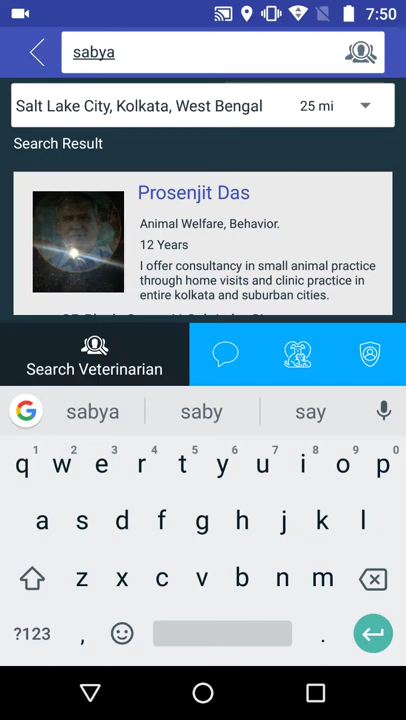 7:50
sabya
Salt Lake City, Kolkata, West Bengal 25 mi
Search Result
Prosenjit Das
Animal Welfare, Behavior.
12 Years
I offer consultancy in small animal practice
through home visits and clinic practice in
entire kolkata and suburban cities.
Search Veterinarian
G
sabya saby say
1 2 3 4 5 6 7 8 9 0
q w e r t y u i o p
a s d f g h j k l
z x c v b n m
?123 , .